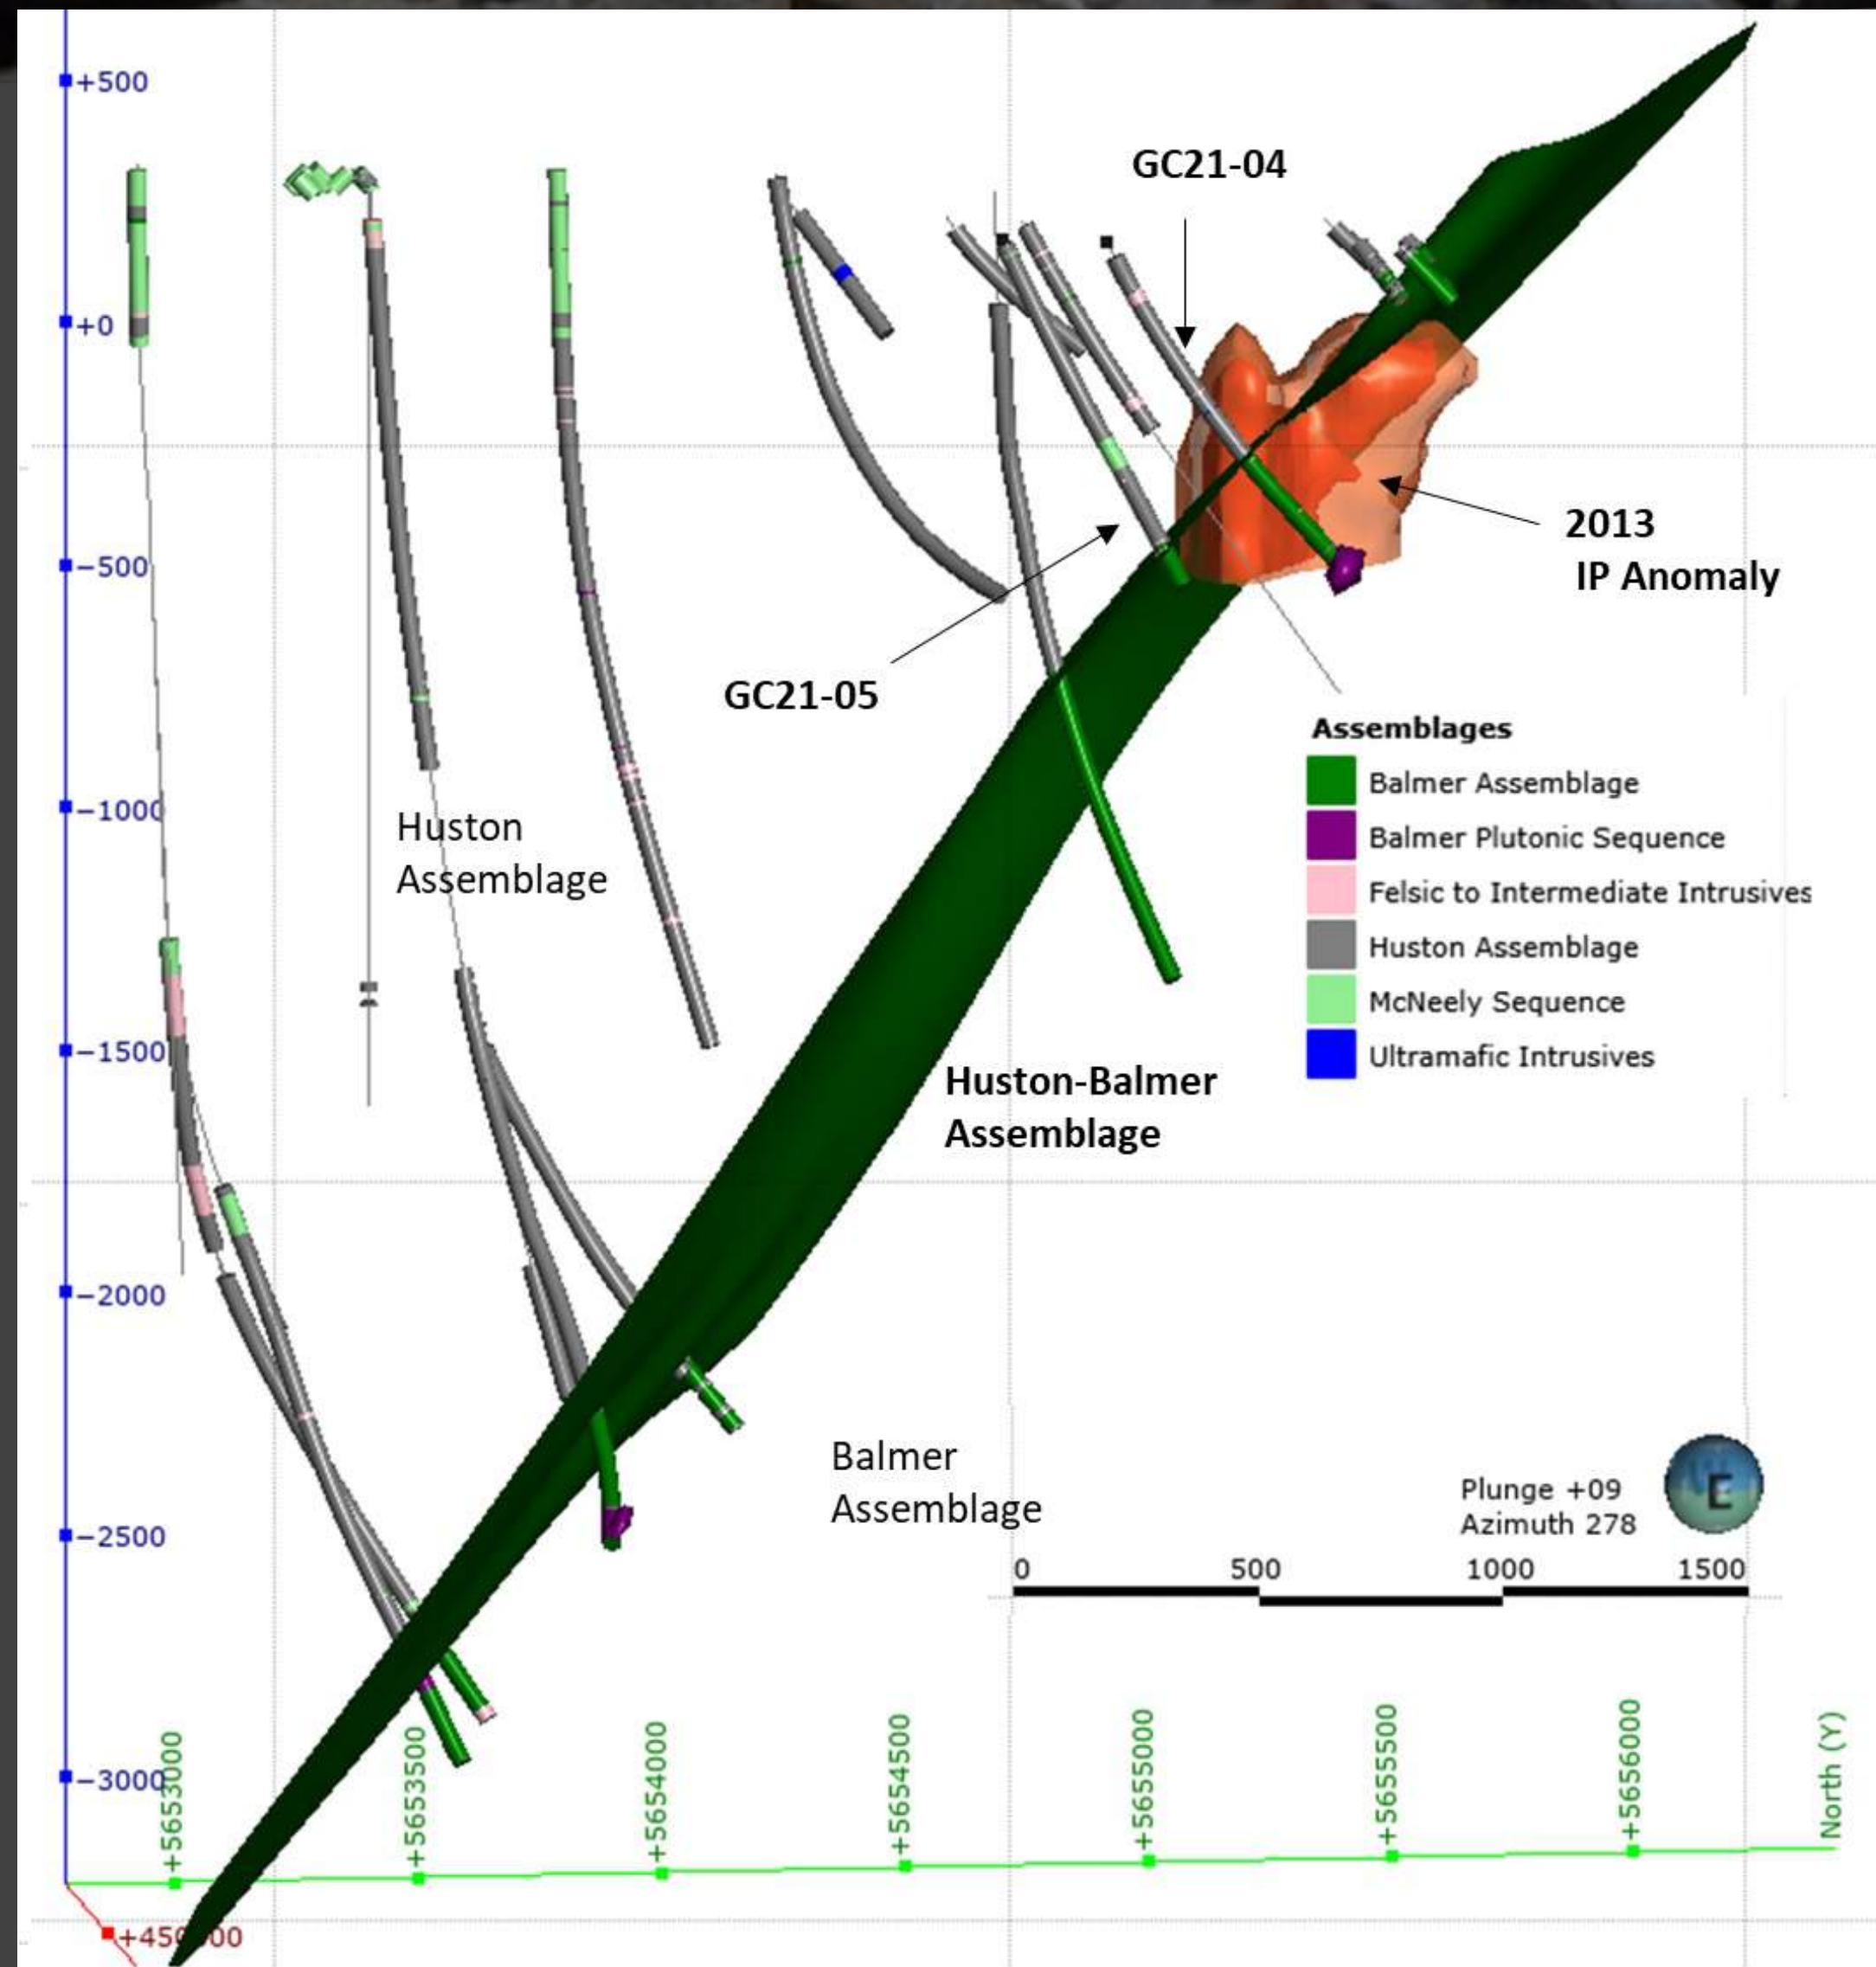 +500
+0
−500
−1000
−1500
−2000
−2500
−3000
GC21-04
2013
IP Anomaly
GC21-05
Huston
Assemblage
Assemblages
Balmer Assemblage
Balmer Plutonic Sequence
Felsic to Intermediate Intrusives
Huston Assemblage
McNeely Sequence
Ultramafic Intrusives
Huston-Balmer
Assemblage
Balmer
Assemblage
Plunge +09
Azimuth 278
E
0 500 1000 1500
+5653000
+5653500
+5654000
+5654500
+5655000
+5655500
+5656000
North (Y)